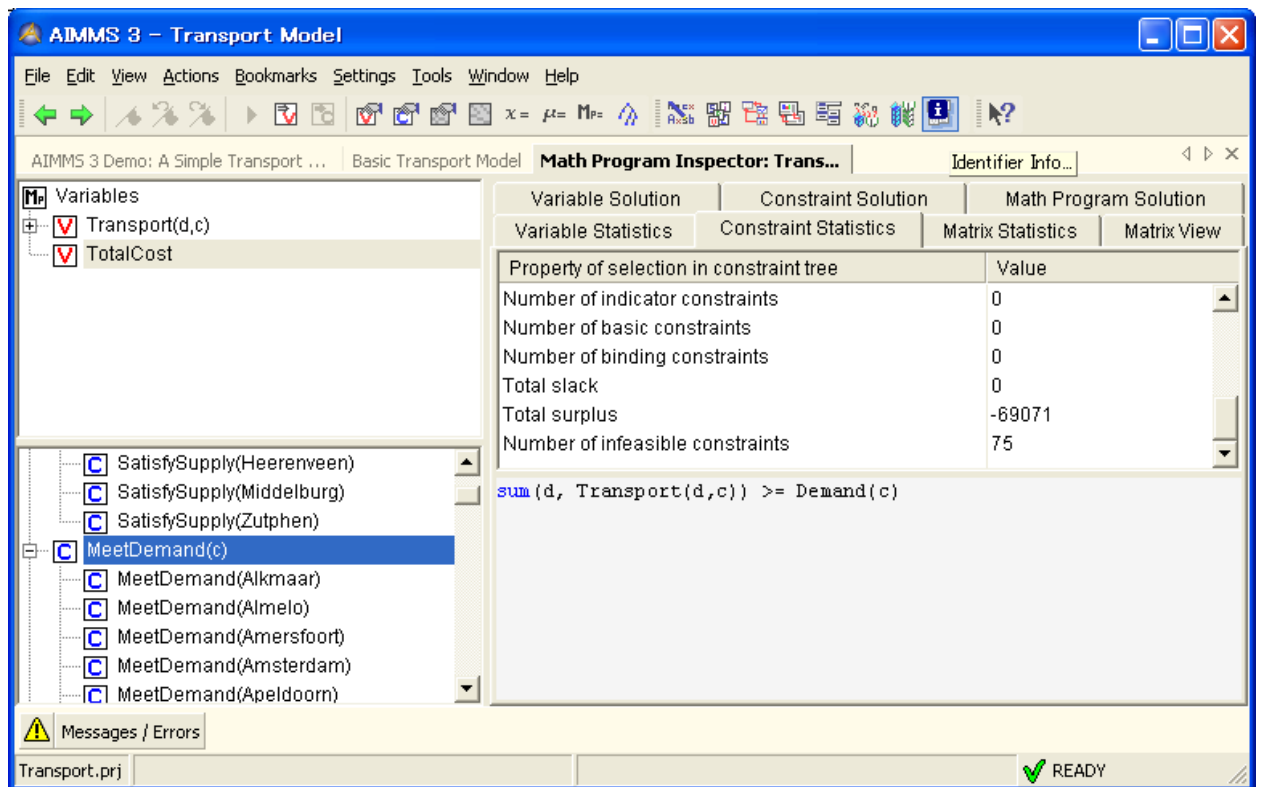 AIMMS 3 - Transport Model
File Edit View Actions Bookmarks Settings Tools Window Help
χ= μ= MP=
AIMMS 3 Demo: A Simple Transport ... Basic Transport Model Math Program Inspector: Trans...
Identifier Info...
MP Variables
V Transport(d,c)
V TotalCost
Variable Solution Constraint Solution Math Program Solution
Variable Statistics Constraint Statistics Matrix Statistics Matrix View
Property of selection in constraint tree Value
Number of indicator constraints 0
Number of basic constraints 0
Number of binding constraints 0
Total slack 0
Total surplus -69071
Number of infeasible constraints 75
C SatisfySupply(Heerenveen)
C SatisfySupply(Middelburg)
C SatisfySupply(Zutphen)
C MeetDemand(c)
C MeetDemand(Alkmaar)
C MeetDemand(Almelo)
C MeetDemand(Amersfoort)
C MeetDemand(Amsterdam)
C MeetDemand(Apeldoorn)
sum(d, Transport(d,c)) >= Demand(c)
Messages / Errors
Transport.prj READY